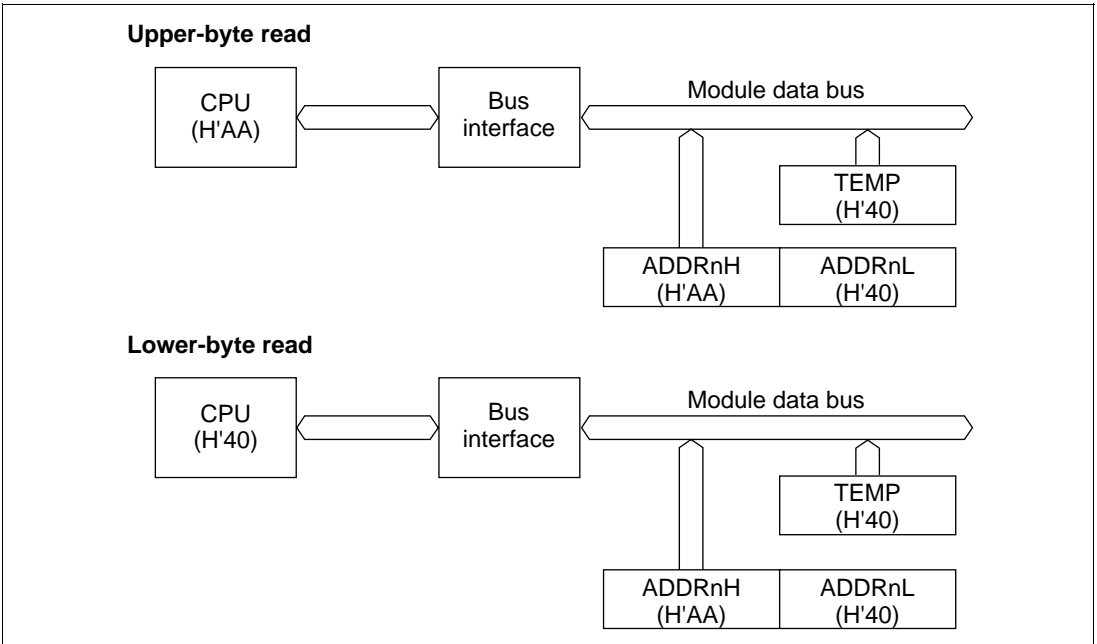 Upper-byte read
CPU
(H'AA)
Bus
interface
Module data bus
TEMP
(H'40)
ADDRnH
(H'AA)
ADDRnL
(H'40)
Lower-byte read
CPU
(H'40)
Bus
interface
Module data bus
TEMP
(H'40)
ADDRnH
(H'AA)
ADDRnL
(H'40)